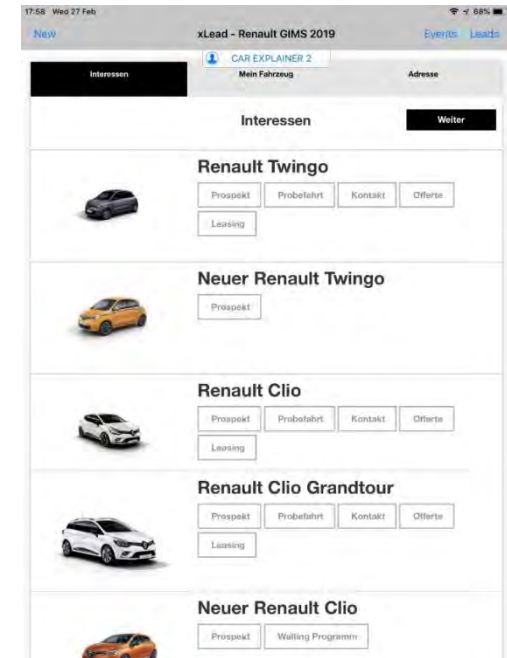 17:58 Wed 27 Feb 68%
New xLead - Renault GIMS 2019 Events Leads
CAR EXPLAINER 2
Interessen Mein Fahrzeug Adresse
Interessen Weiter
Renault Twingo
Prospekt Probefahrt Kontakt Offerte
Leasing
Neuer Renault Twingo
Prospekt
Renault Clio
Prospekt Probefahrt Kontakt Offerte
Leasing
Renault Clio Grandtour
Prospekt Probefahrt Kontakt Offerte
Leasing
Neuer Renault Clio
Prospekt Waiting Programm